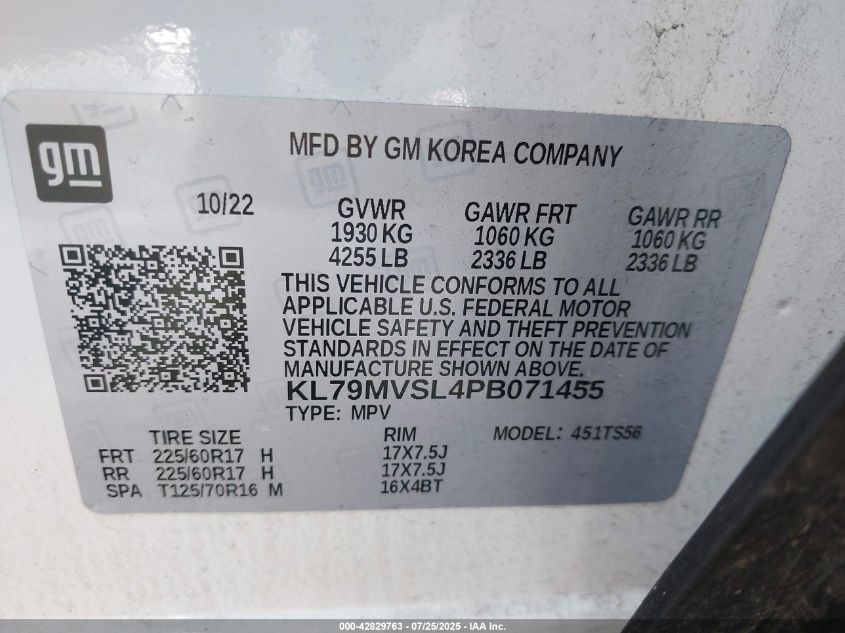 gm
MFD BY GM KOREA COMPANY
10/22
GVWR GAWR FRT GAWR RR
1930 KG 1060 KG 1060 KG
4255 LB 2336 LB 2336 LB
THIS VEHICLE CONFORMS TO ALL
APPLICABLE U.S. FEDERAL MOTOR
VEHICLE SAFETY AND THEFT PREVENTION
STANDARDS IN EFFECT ON THE DATE OF
MANUFACTURE SHOWN ABOVE.
KL79MVSL4PB071455
TYPE: MPV
TIRE SIZE RIM MODEL: 451TS56
FRT 225/60R17 H 17X7.5J
RR 225/60R17 H 17X7.5J
SPA T125/70R16 M 16X4BT
000-42829763 - 07/25/2025 - IAA Inc.